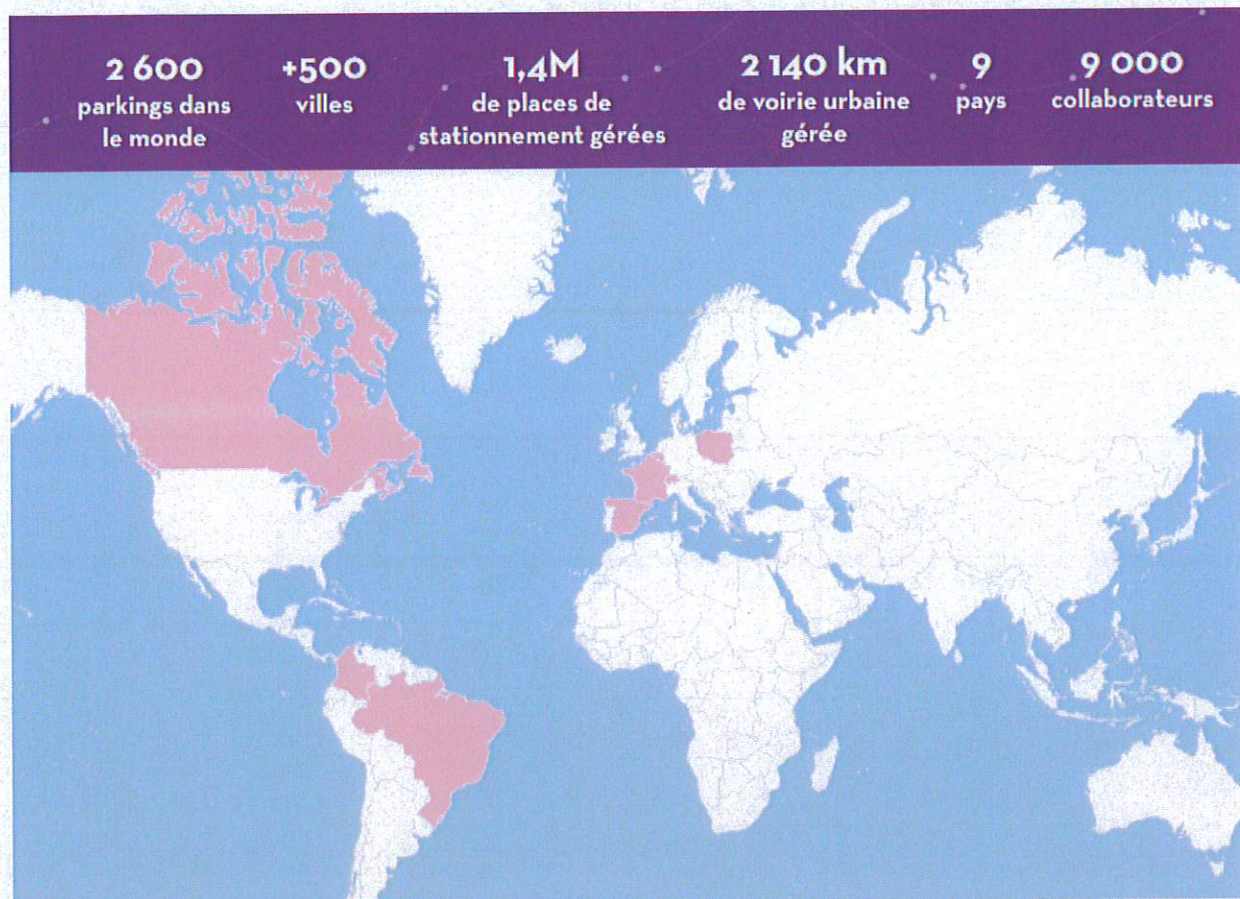 2 600
parkings dans
le monde
+500
villes
1,4M
de places de
stationnement gérées
2 140 km
de voirie urbaine
gérée
9
pays
9 000
collaborateurs